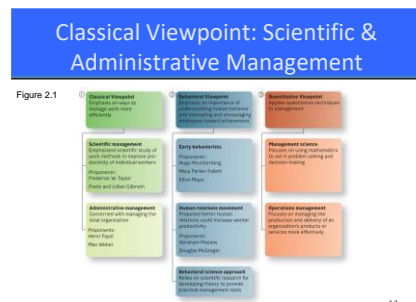 Classical Viewpoint: Scientific &
Administrative Management
Figure 2.1
①
Classical Viewpoint
Emphasis on ways to
manage work more
efficiently
Scientific management
Emphasized scientific study of
work methods to improve pro-
ductivity of individual workers
Proponents:
Frederick W. Taylor
Frank and Lillian Gilbreth
Administrative management
Concerned with managing the
total organization
Proponents:
Henri Fayol
Max Weber
②
Behavioral Viewpoint
Emphasis on importance of
understanding human behavior
and motivating and encouraging
employees toward achievement
Early behaviorists
Proponents:
Hugo Munsterberg
Mary Parker Follett
Elton Mayo
Human relations movement
Proposed better human
relations could increase worker
productivity
Proponents:
Abraham Maslow
Douglas McGregor
Behavioral science approach
Relies on scientific research for
developing theory to provide
practical management tools
③
Quantitative Viewpoint
Applies quantitative techniques
to management
Management science
Focuses on using mathematics
to aid in problem solving and
decision making
Operations management
Focuses on managing the
production and delivery of an
organization's products or
services more effectively